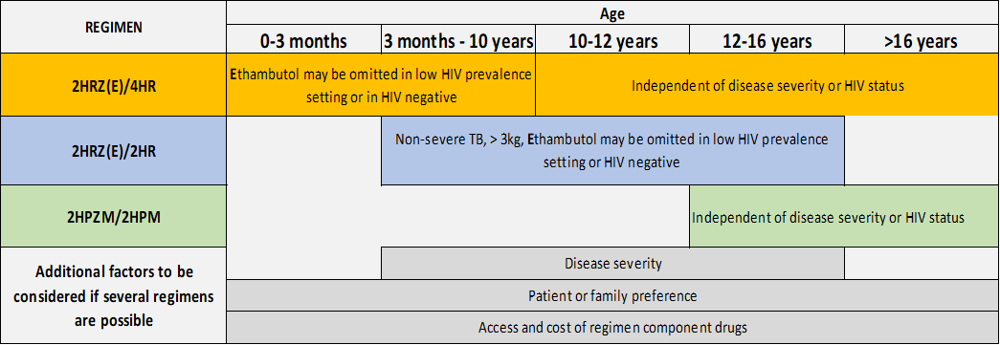 REGIMEN
Age
0-3 months
3 months - 10 years
10-12 years
12-16 years
>16 years
2HRZ(E)/4HR
Ethambutol may be omitted in low HIV prevalence
setting or in HIV negative
Independent of disease severity or HIV status
2HRZ(E)/2HR
Non-severe TB, > 3kg, Ethambutol may be omitted in low HIV prevalence
setting or HIV negative
2HPZM/2HPM
Independent of disease severity or HIV status
Additional factors to be
considered if several regimens
are possible
Disease severity
Patient or family preference
Access and cost of regimen component drugs